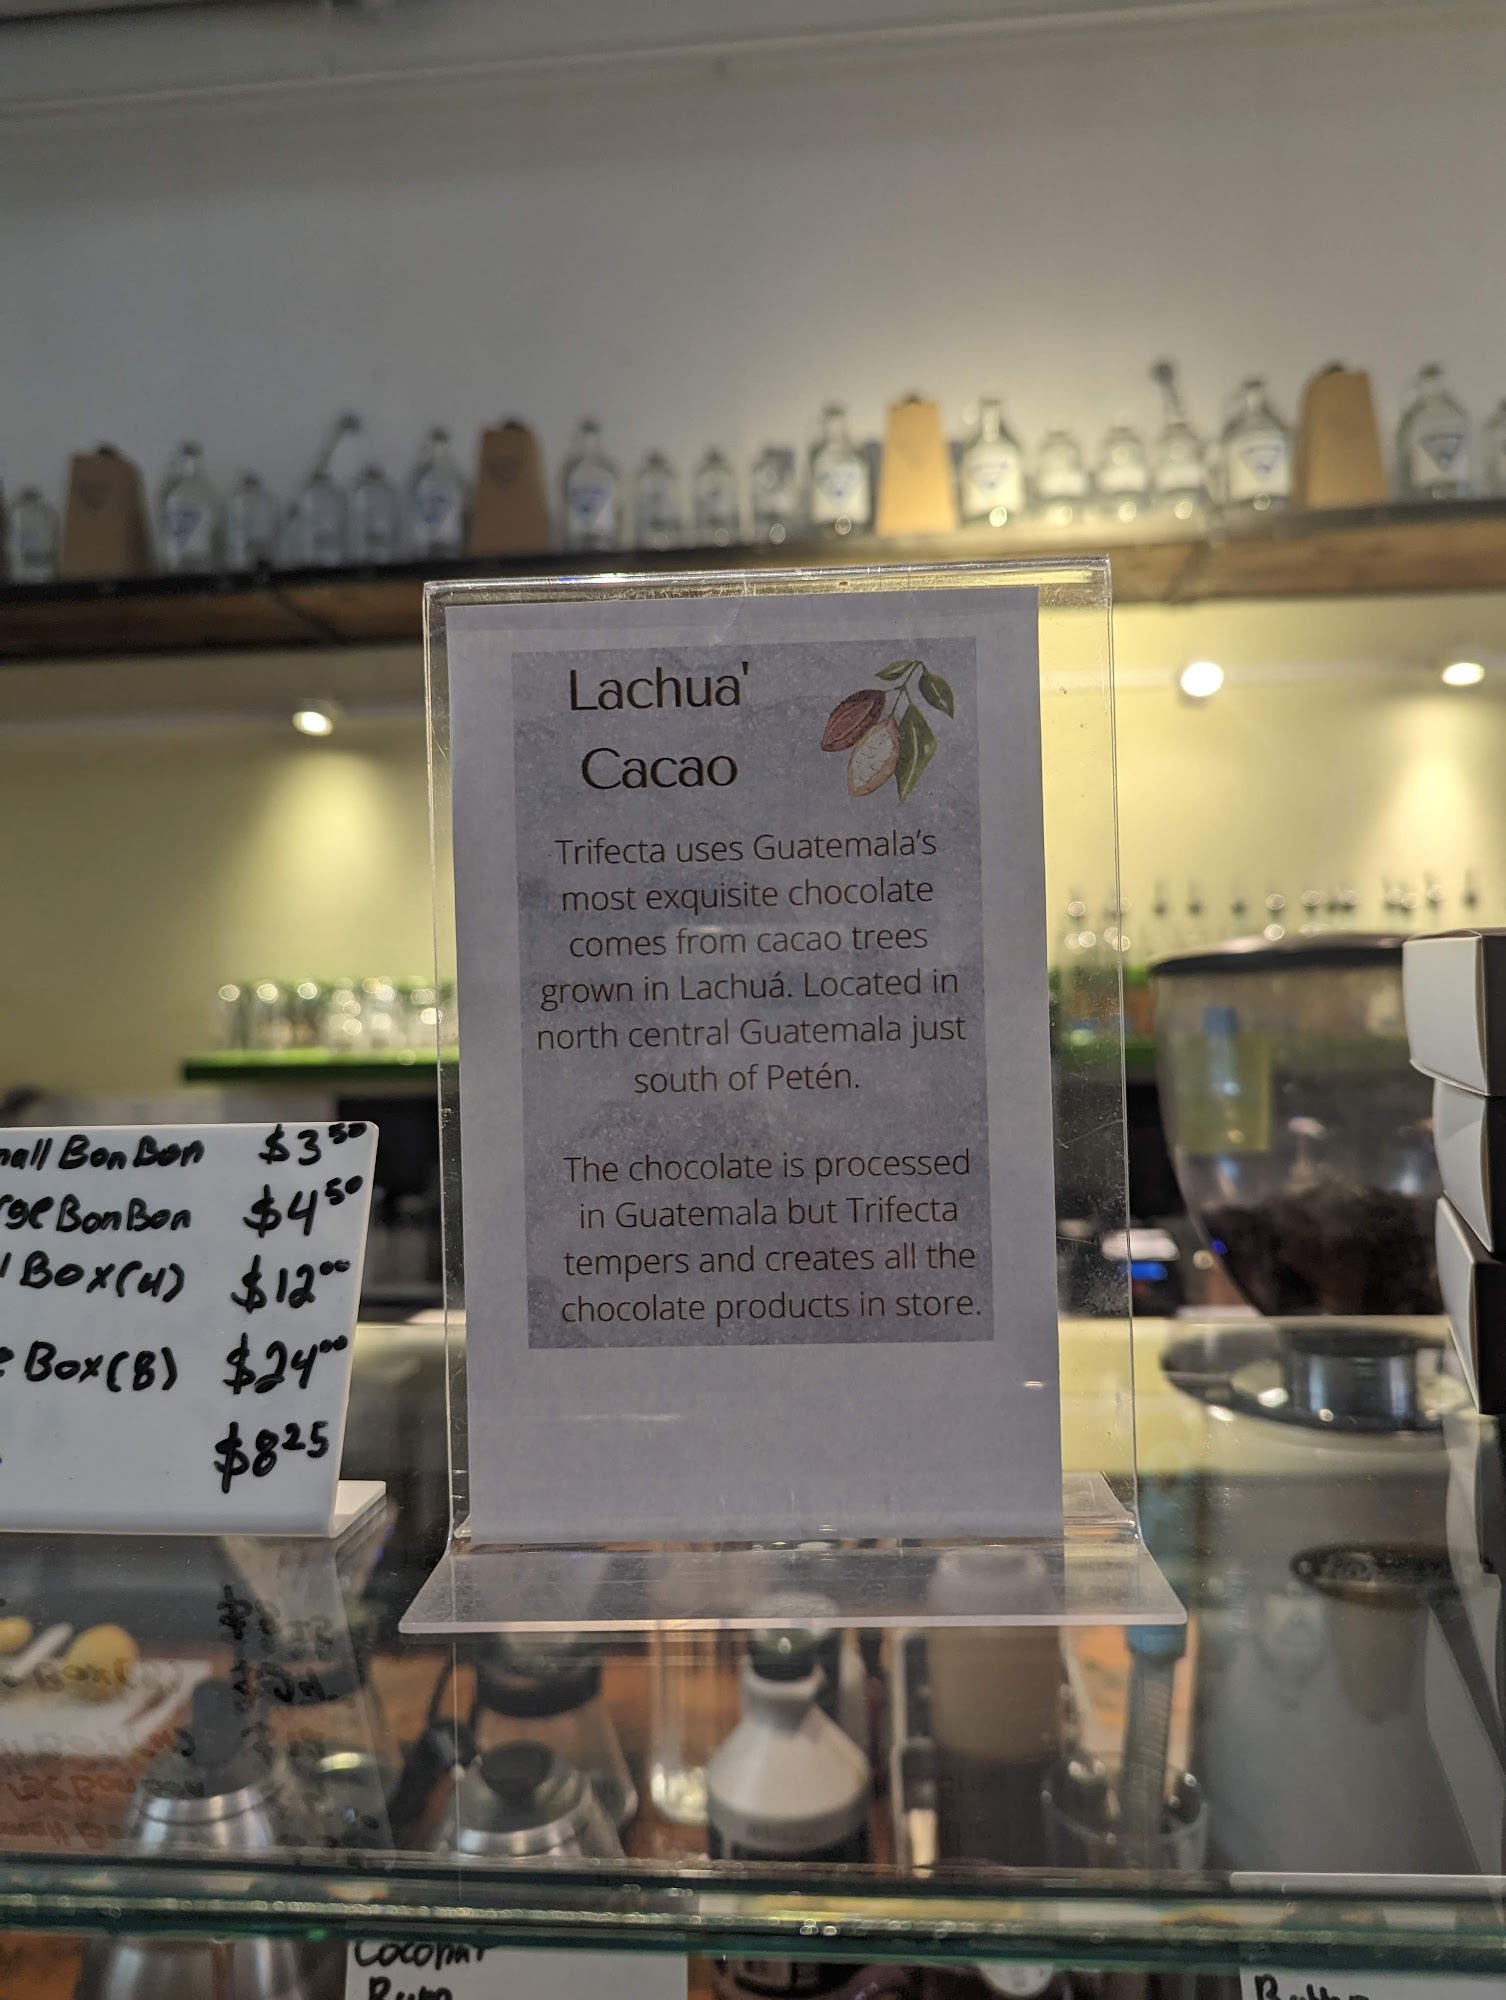 Lachua'
Cacao
Trifecta uses Guatemala's
most exquisite chocolate
comes from cacao trees
grown in Lachuá. Located in
north central Guatemala just
south of Petén.
The chocolate is processed
in Guatemala but Trifecta
tempers and creates all the
chocolate products in store.
BonBon $3.50
BonBon $4.50
Box(4) $12.00
Box(8) $24.00
$8.25
Coconut
Rum